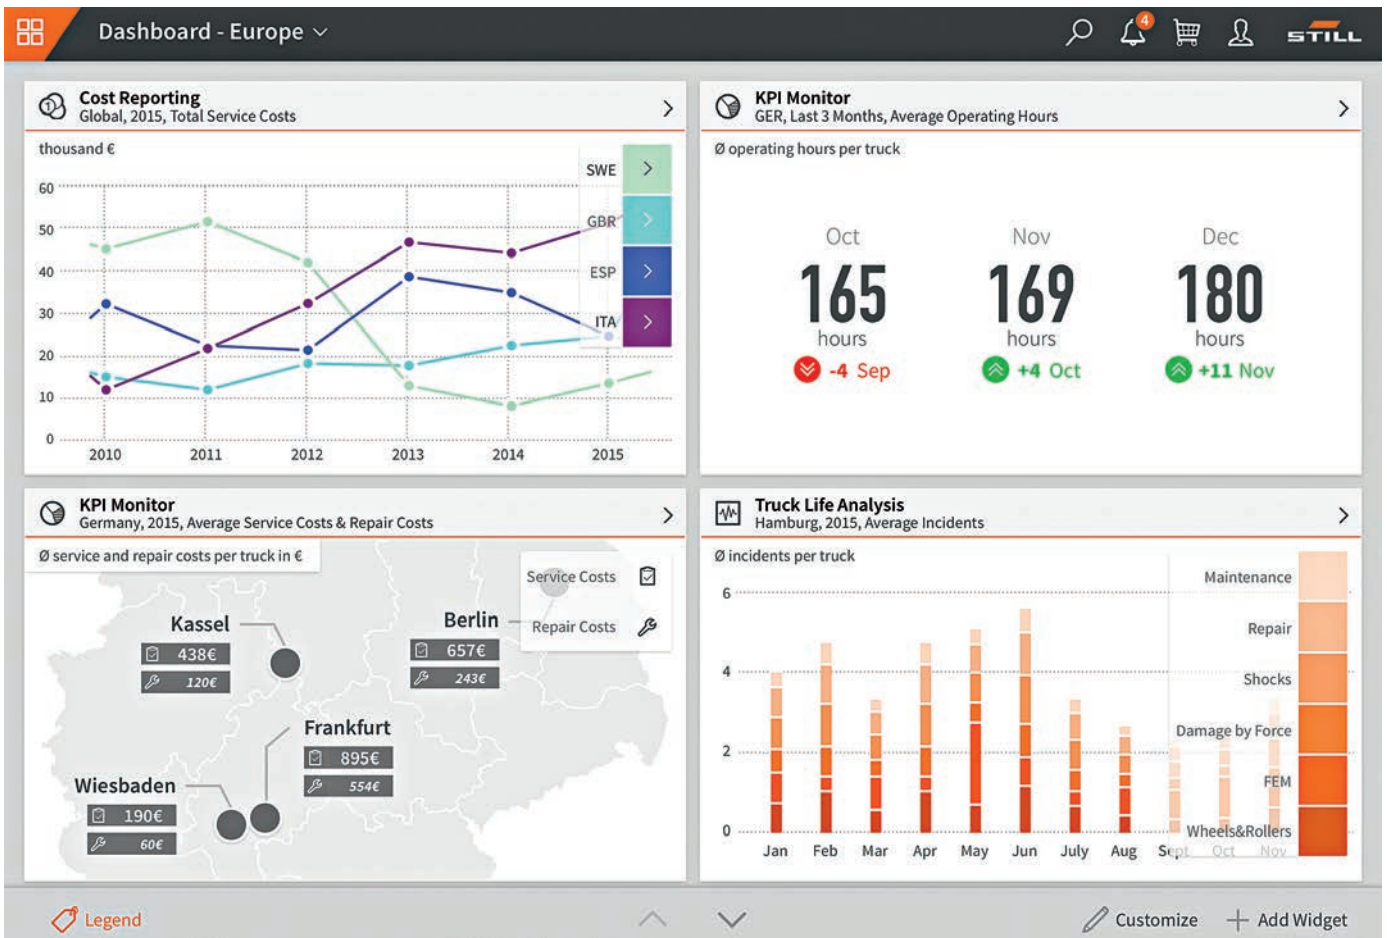 Dashboard - Europe
4
STILL
Cost Reporting
Global, 2015, Total Service Costs
thousand €
60
50
40
30
20
10
0
2010 2011 2012 2013 2014 2015
SWE
GBR
ESP
ITA
KPI Monitor
GER, Last 3 Months, Average Operating Hours
Ø operating hours per truck
Oct Nov Dec
165 169 180
hours hours hours
-4 Sep +4 Oct +11 Nov
KPI Monitor
Germany, 2015, Average Service Costs & Repair Costs
Ø service and repair costs per truck in €
Service Costs
Repair Costs
Kassel
438€
120€
Berlin
657€
243€
Frankfurt
895€
554€
Wiesbaden
190€
60€
Truck Life Analysis
Hamburg, 2015, Average Incidents
Ø incidents per truck
6
4
2
0
Jan Feb Mar Apr May Jun July Aug Sept Oct Nov
Maintenance
Repair
Shocks
Damage by Force
FEM
Wheels&Rollers
Legend
Customize
Add Widget